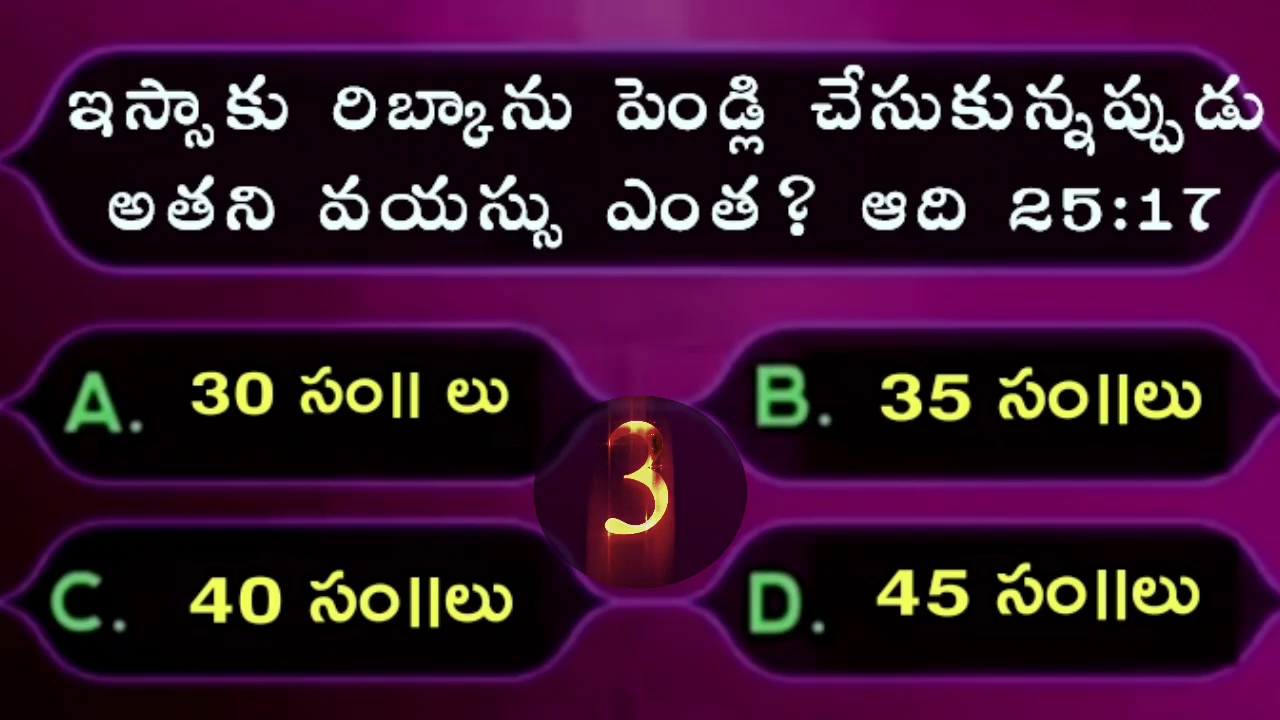 ఇస్సాకు రిబ్కాను పెండ్లి చేసుకున్నప్పుడు
అతని వయస్సు ఎంత? ఆది 25:17
A. 30 సం|| లు
B. 35 సం||లు
3
C. 40 సం||లు
D. 45 సం||లు